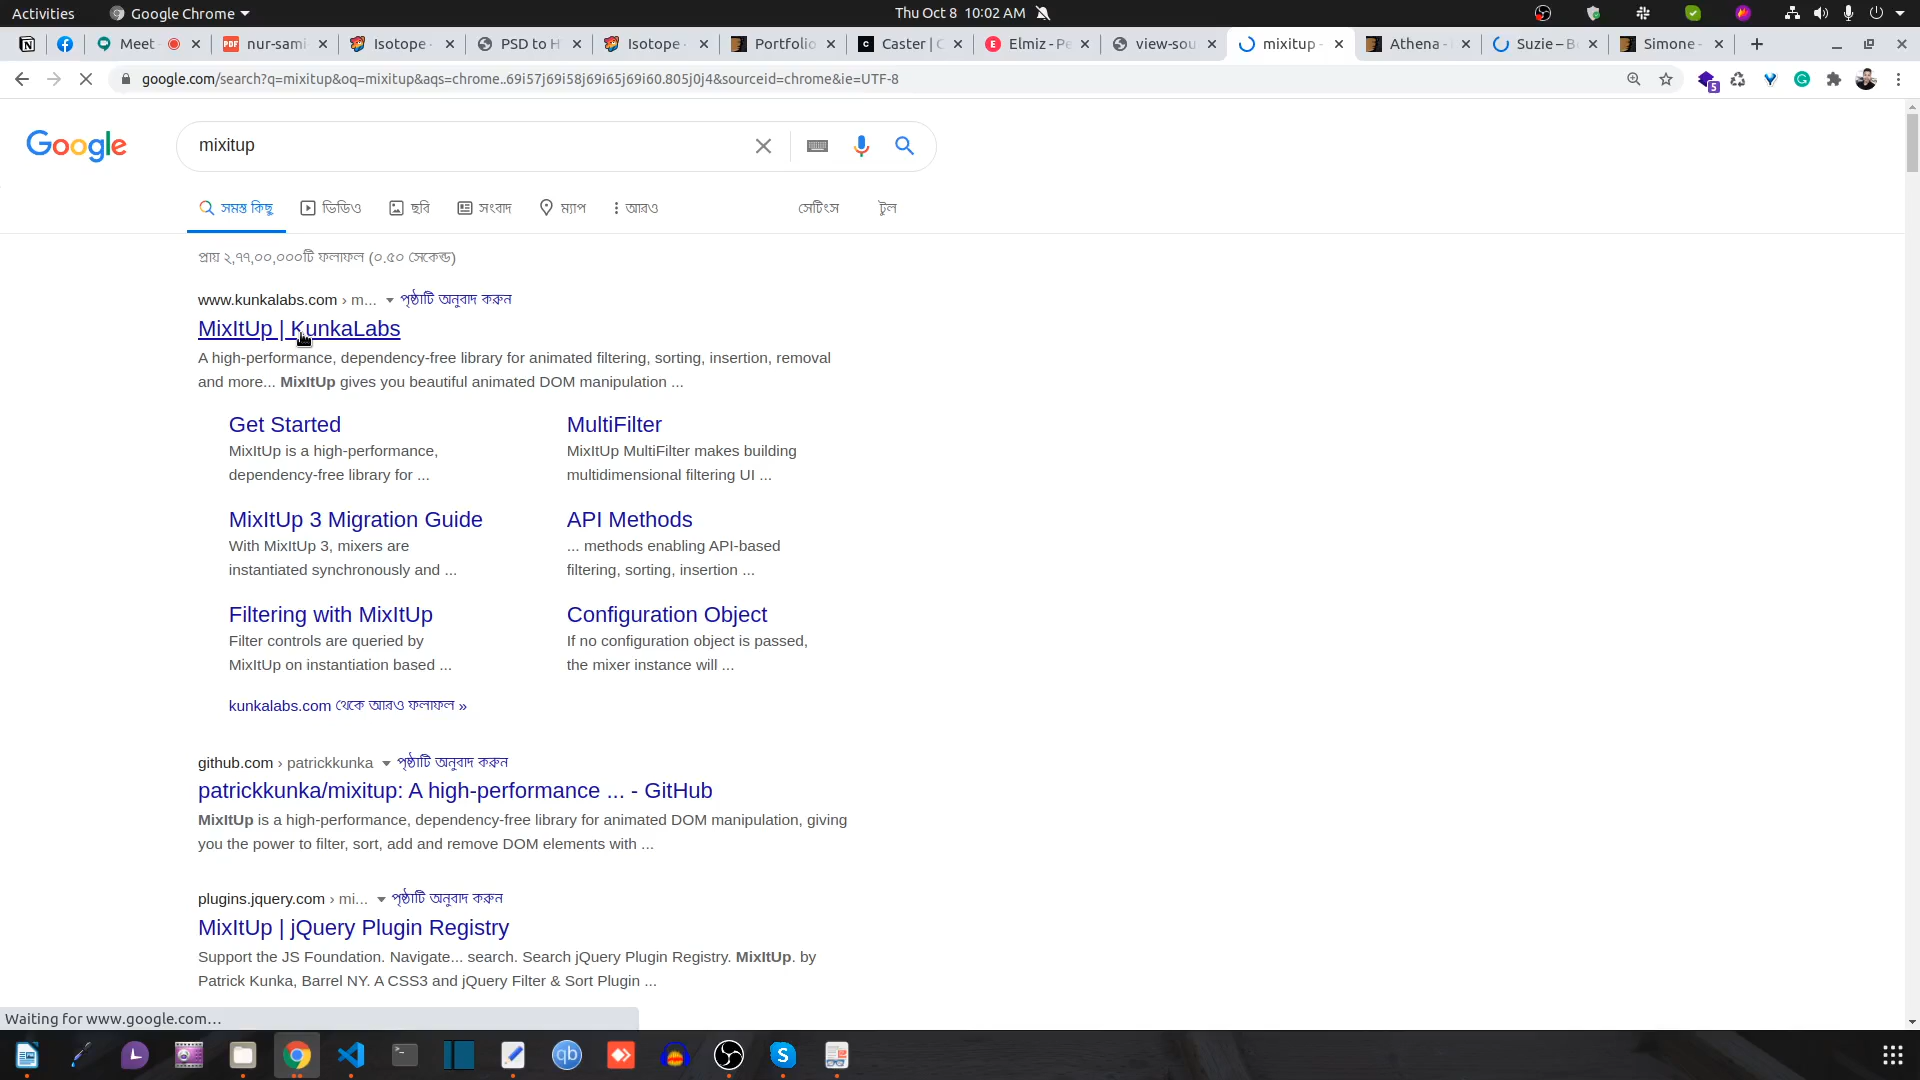 Activities Google Chrome Thu Oct 8 10:02 AM
Meet nur-sami Isotope - PSD to H Isotope - Portfolio Caster | C Elmiz - Pe view-sou mixitup - Athena - Suzie – B Simone -
google.com/search?q=mixitup&oq=mixitup&aqs=chrome..69i57j69i58j69i65j69i60.805j0j4&sourceid=chrome&ie=UTF-8 5
Google mixitup
সমস্ত কিছু ভিডিও ছবি সংবাদ ম্যাপ আরও সেটিংস টুল
প্রায় ২,৭৭,০০,০০০টি ফলাফল (০.৫০ সেকেন্ড)
www.kunkalabs.com › m... পৃষ্ঠাটি অনুবাদ করুন
MixItUp | KunkaLabs
A high-performance, dependency-free library for animated filtering, sorting, insertion, removal
and more... MixItUp gives you beautiful animated DOM manipulation ...
Get Started
MixItUp is a high-performance,
dependency-free library for ...
MultiFilter
MixItUp MultiFilter makes building
multidimensional filtering UI ...
MixItUp 3 Migration Guide
With MixItUp 3, mixers are
instantiated synchronously and ...
API Methods
... methods enabling API-based
filtering, sorting, insertion ...
Filtering with MixItUp
Filter controls are queried by
MixItUp on instantiation based ...
Configuration Object
If no configuration object is passed,
the mixer instance will ...
kunkalabs.com থেকে আরও ফলাফল »
github.com › patrickkunka পৃষ্ঠাটি অনুবাদ করুন
patrickkunka/mixitup: A high-performance ... - GitHub
MixItUp is a high-performance, dependency-free library for animated DOM manipulation, giving
you the power to filter, sort, add and remove DOM elements with ...
plugins.jquery.com › mi... পৃষ্ঠাটি অনুবাদ করুন
MixItUp | jQuery Plugin Registry
Support the JS Foundation. Navigate... search. Search jQuery Plugin Registry. MixItUp. by
Patrick Kunka, Barrel NY. A CSS3 and jQuery Filter & Sort Plugin ...
Waiting for www.google.com…